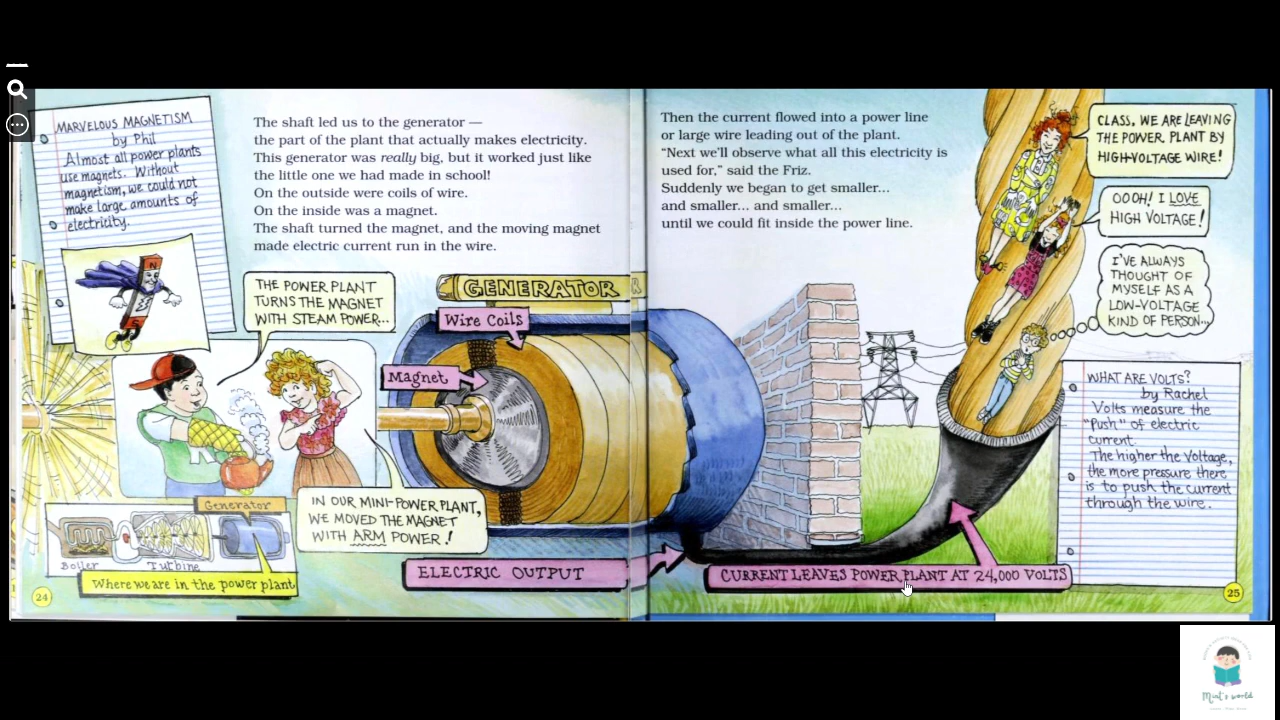 MARVELOUS MAGNETISM
by Phil
Almost all power plants
use magnets. Without
magnetism, we could not
make large amounts of
electricity.
N
S
The shaft led us to the generator —
the part of the plant that actually makes electricity.
This generator was really big, but it worked just like
the little one we had made in school!
On the outside were coils of wire.
On the inside was a magnet.
The shaft turned the magnet, and the moving magnet
made electric current run in the wire.
THE POWER PLANT
TURNS THE MAGNET
WITH STEAM POWER...
IN OUR MINI-POWER PLANT,
WE MOVED THE MAGNET
WITH ARM POWER!
GENERATOR
Wire Coils
Magnet
Generator
Boiler
Turbine
Where we are in the power plant
ELECTRIC OUTPUT
24
Then the current flowed into a power line
or large wire leading out of the plant.
“Next we’ll observe what all this electricity is
used for,” said the Friz.
Suddenly we began to get smaller...
and smaller... and smaller...
until we could fit inside the power line.
CLASS, WE ARE LEAVING
THE POWER PLANT BY
HIGH-VOLTAGE WIRE!
OOOH! I LOVE
HIGH VOLTAGE!
I'VE ALWAYS
THOUGHT OF
MYSELF AS A
LOW-VOLTAGE
KIND OF PERSON...
WHAT ARE VOLTS?
by Rachel
Volts measure the
"push" of electric
current.
The higher the voltage,
the more pressure there
is to push the current
through the wire.
CURRENT LEAVES POWER PLANT AT 24,000 VOLTS
25
Miat's world